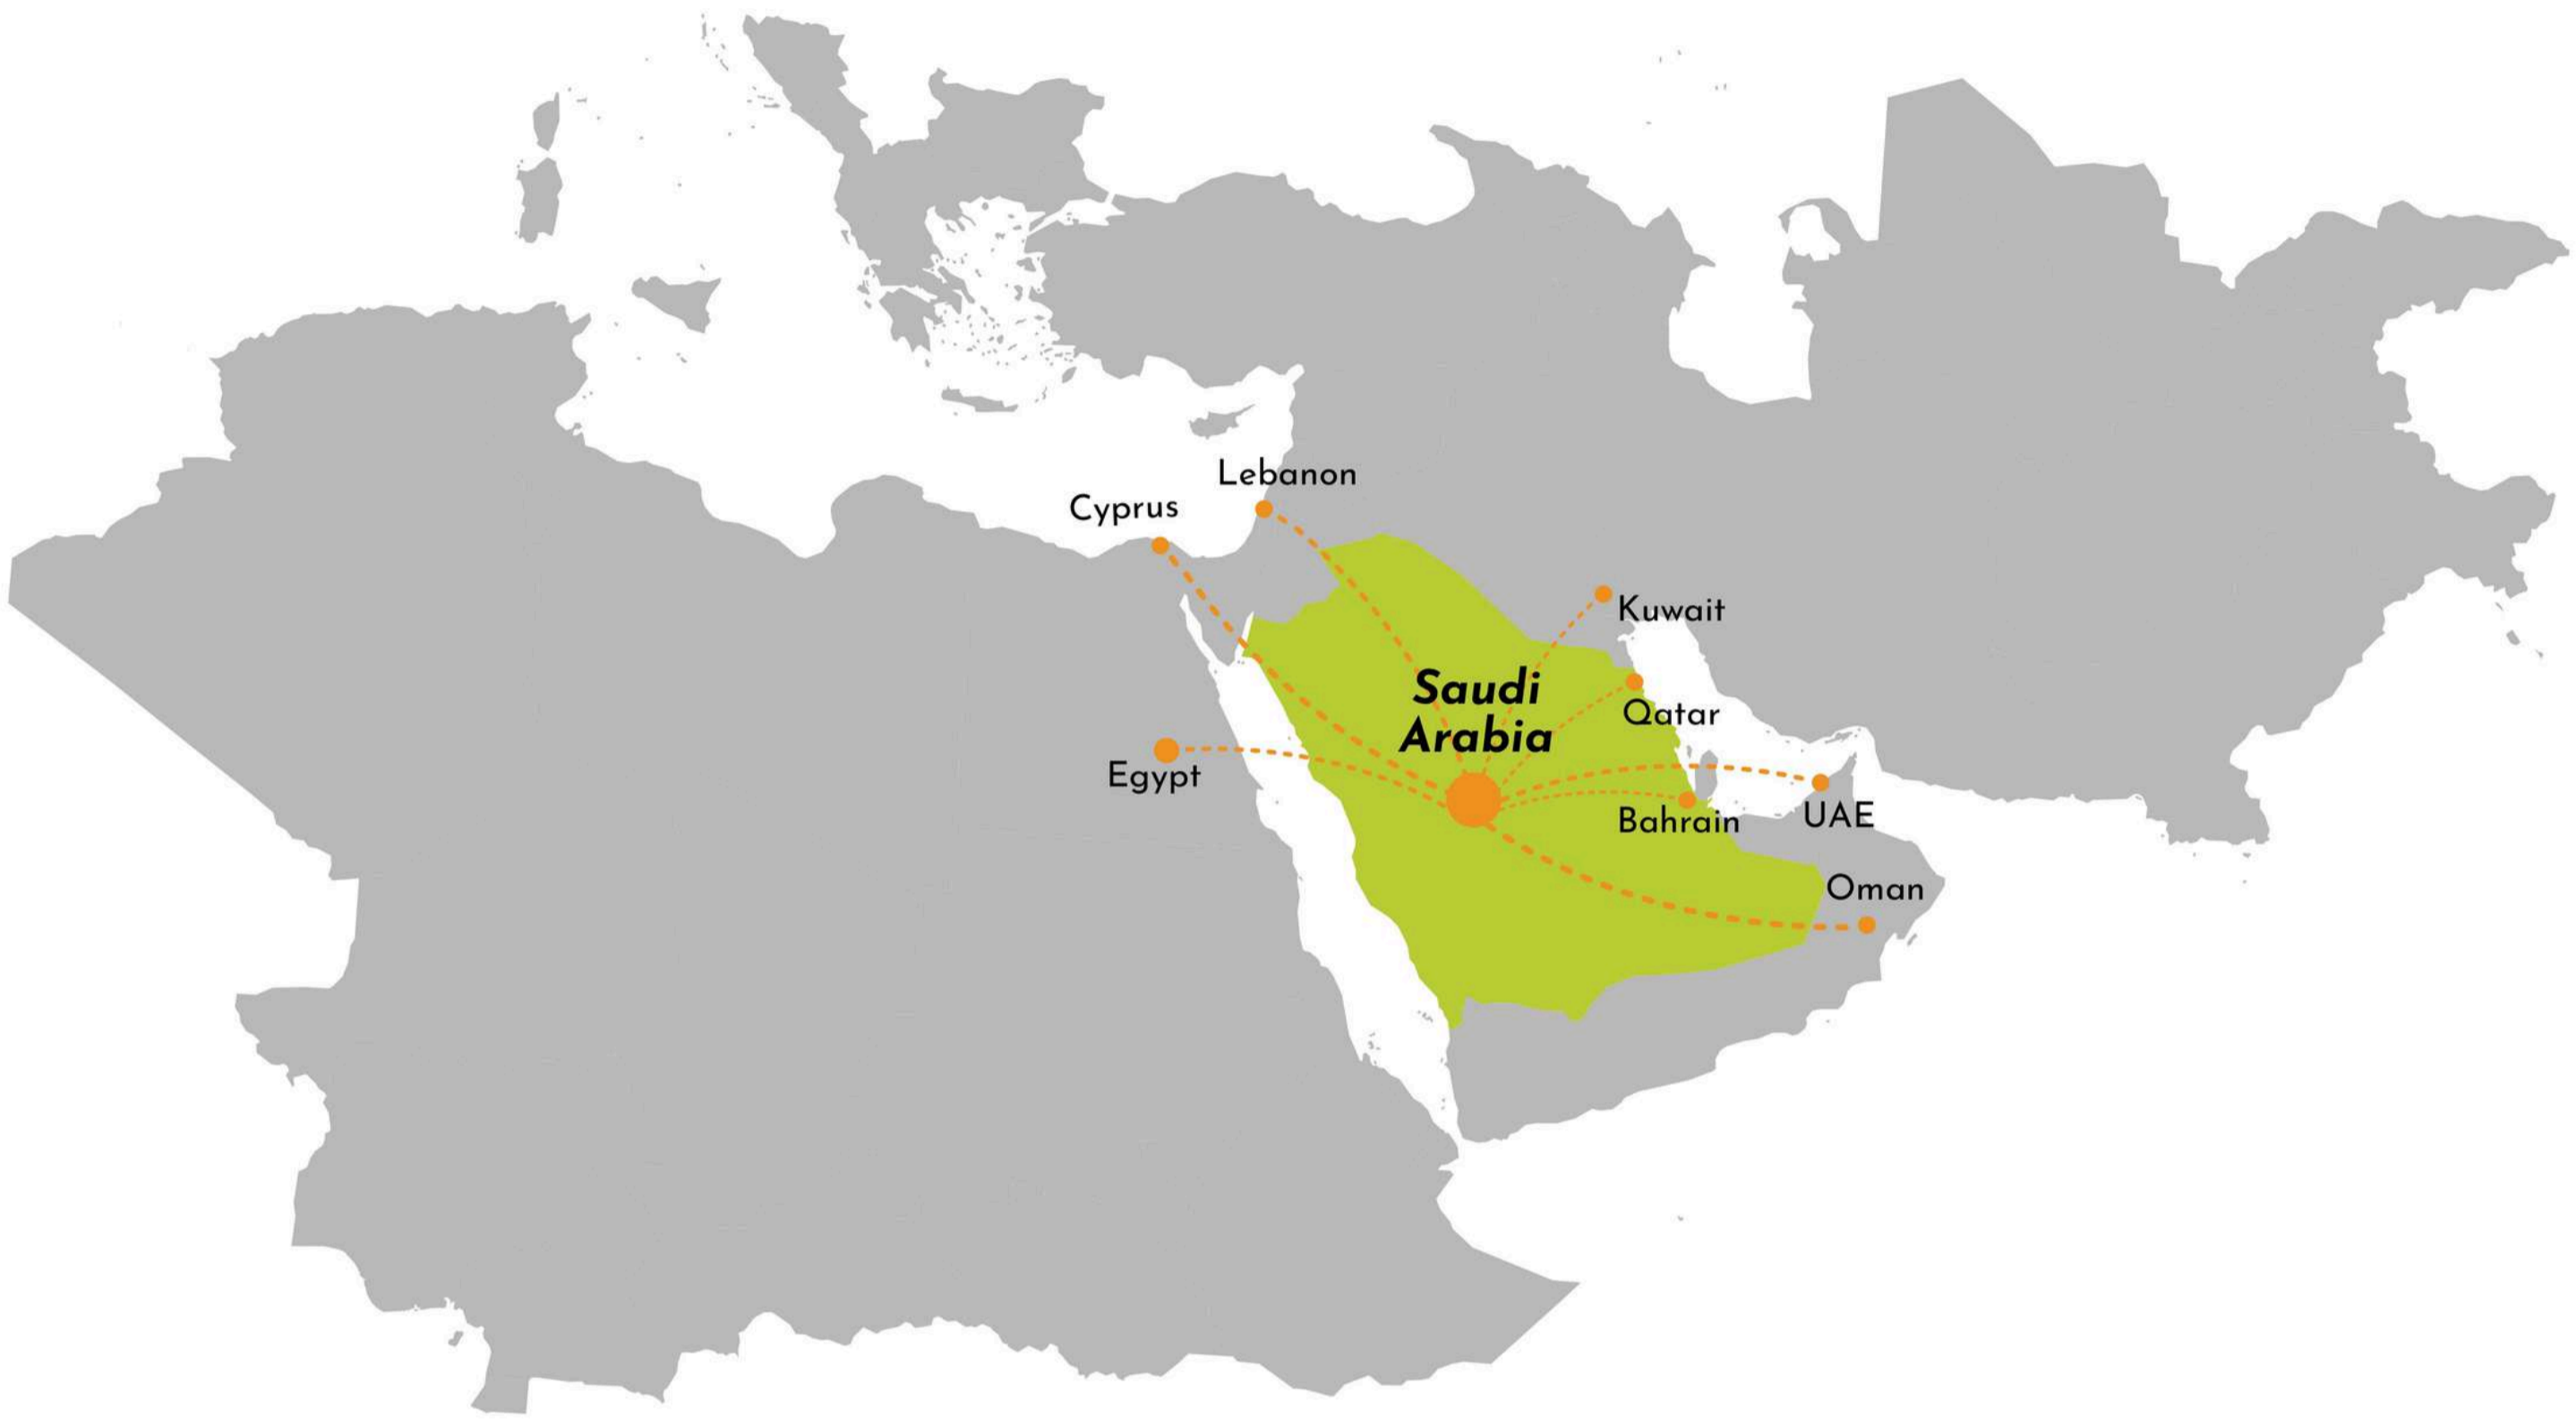 Lebanon
Cyprus
Kuwait
Saudi
Arabia
Qatar
Egypt
Bahrain
UAE
Oman